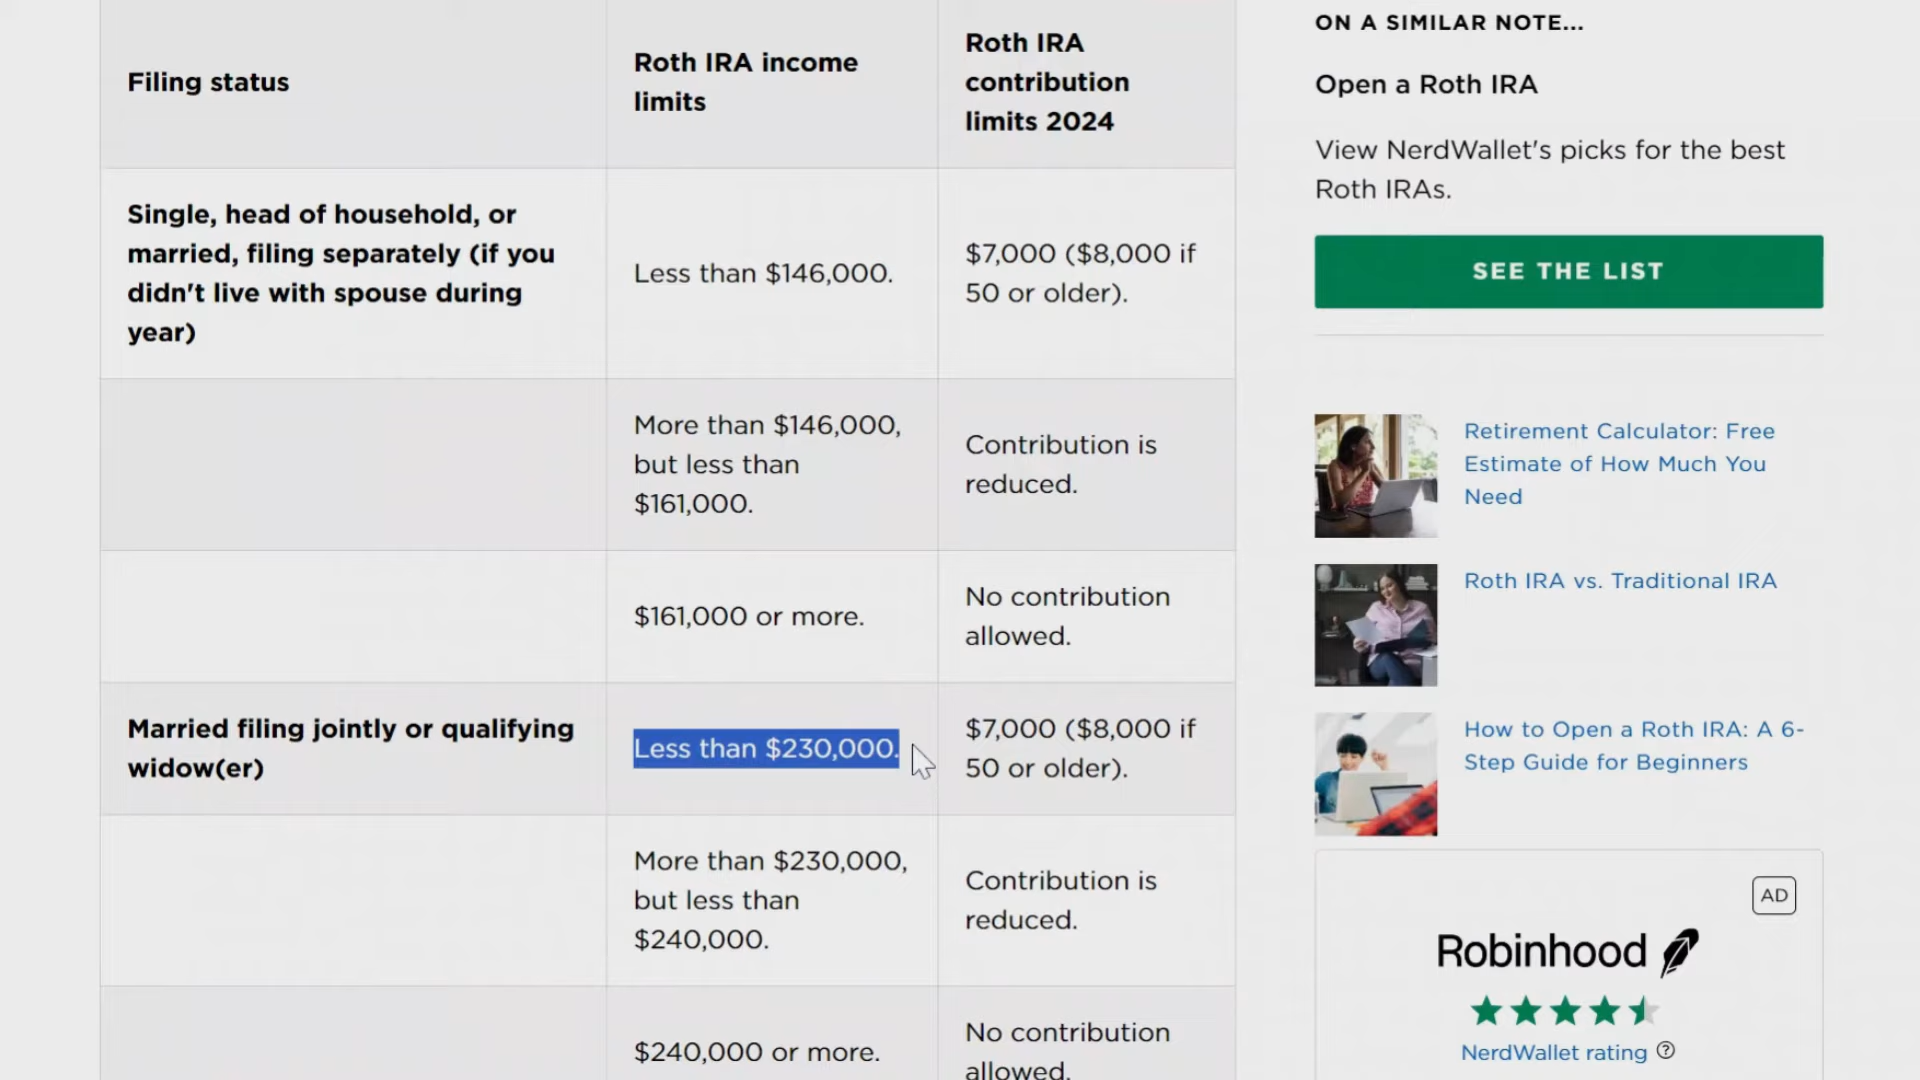 Filing status
Roth IRA income
limits
Roth IRA
contribution
limits 2024
Single, head of household, or
married, filing separately (if you
didn't live with spouse during
year)
Less than $146,000.
$7,000 ($8,000 if
50 or older).
More than $146,000,
but less than
$161,000.
Contribution is
reduced.
$161,000 or more.
No contribution
allowed.
Married filing jointly or qualifying
widow(er)
Less than $230,000.
$7,000 ($8,000 if
50 or older).
More than $230,000,
but less than
$240,000.
Contribution is
reduced.
$240,000 or more.
No contribution
allowed.
ON A SIMILAR NOTE...
Open a Roth IRA
View NerdWallet's picks for the best
Roth IRAs.
SEE THE LIST
Retirement Calculator: Free
Estimate of How Much You
Need
Roth IRA vs. Traditional IRA
How to Open a Roth IRA: A 6-
Step Guide for Beginners
AD
Robinhood
NerdWallet rating ?